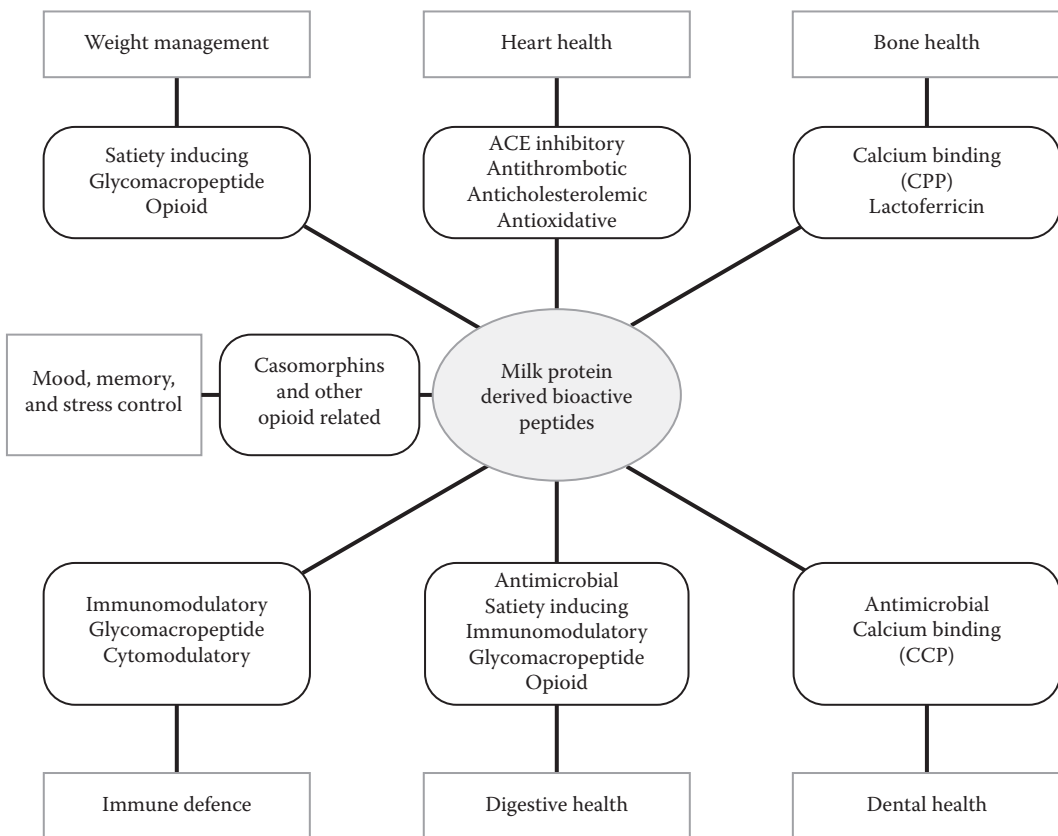 Weight management
Heart health
Bone health
Satiety inducing
Glycomacropeptide
Opioid
ACE inhibitory
Antithrombotic
Anticholesterolemic
Antioxidative
Calcium binding
(CPP)
Lactoferricin
Mood, memory,
and stress control
Casomorphins
and other
opioid related
Milk protein
derived bioactive
peptides
Immunomodulatory
Glycomacropeptide
Cytomodulatory
Antimicrobial
Satiety inducing
Immunomodulatory
Glycomacropeptide
Opioid
Antimicrobial
Calcium binding
(CCP)
Immune defence
Digestive health
Dental health